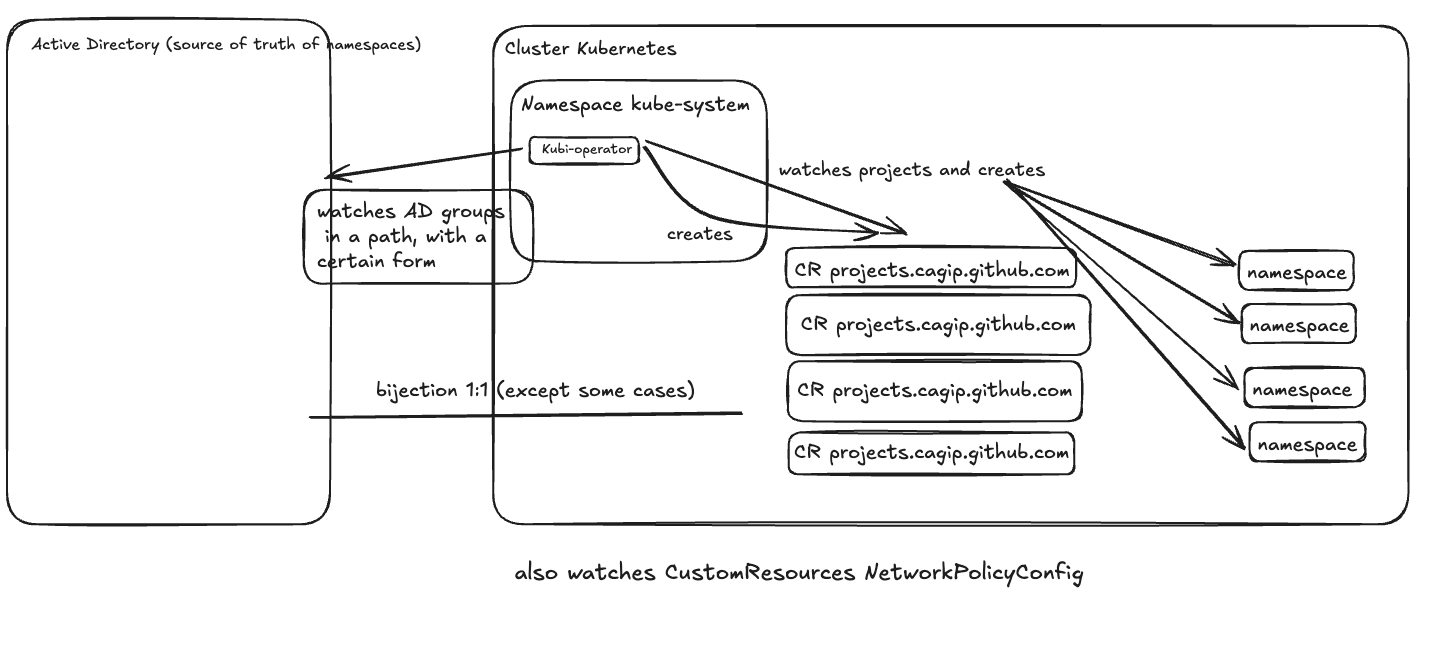 Active Directory (source of truth of namespaces)
Cluster Kubernetes
Namespace kube-system
Kubi-operator
watches projects and creates
watches AD groups
in a path, with a
certain form
creates
CR projects.cagip.github.com
namespace
CR projects.cagip.github.com
namespace
bijection 1:1 (except some cases)
CR projects.cagip.github.com
namespace
CR projects.cagip.github.com
namespace
also watches CustomResources NetworkPolicyConfig